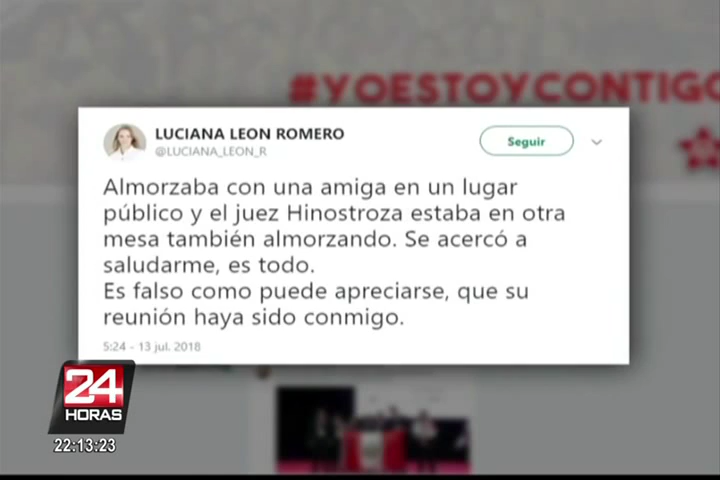 #YOESTOYCONTIGO
LUCIANA LEON ROMERO
@LUCIANA_LEON_R
Seguir
Almorzaba con una amiga en un lugar
público y el juez Hinostroza estaba en otra
mesa también almorzando. Se acercó a
saludarme, es todo.
Es falso como puede apreciarse, que su
reunión haya sido conmigo.
5:24 - 13 jul. 2018
24
HORAS
22:13:23